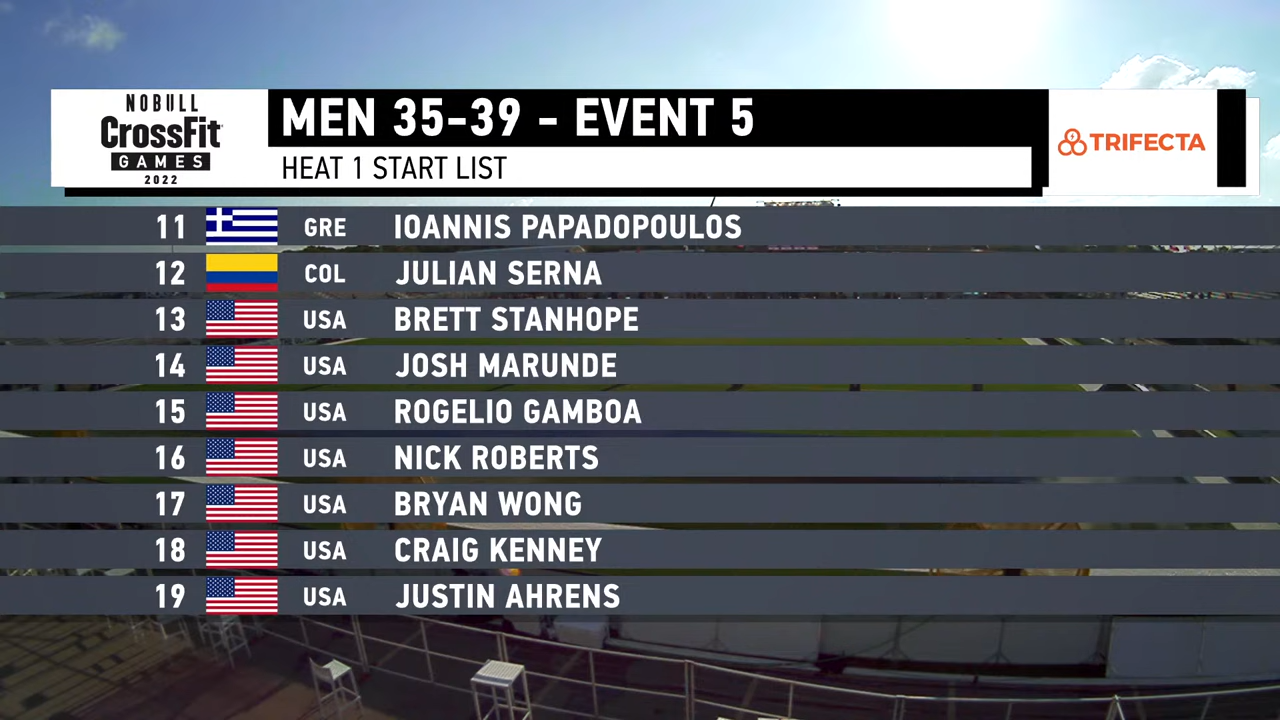 NOBULL
CrossFit
GAMES
2022
MEN 35-39 - EVENT 5
HEAT 1 START LIST
TRIFECTA
11 GRE IOANNIS PAPADOPOULOS
12 COL JULIAN SERNA
13 USA BRETT STANHOPE
14 USA JOSH MARUNDE
15 USA ROGELIO GAMBOA
16 USA NICK ROBERTS
17 USA BRYAN WONG
18 USA CRAIG KENNEY
19 USA JUSTIN AHRENS